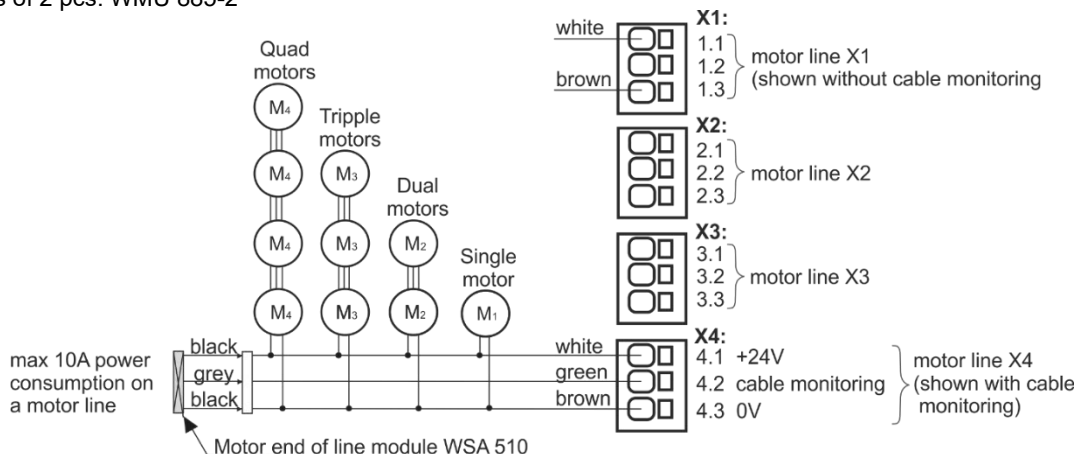 s of 2 pcs. WMU 885-2
Quad
motors
M4
M4
M4
M4
Tripple
motors
M3
M3
M3
Dual
motors
M2
M2
Single
motor
M1
max 10A power
consumption on
a motor line
black
grey
black
Motor end of line module WSA 510
white
brown
X1:
1.1
1.2
1.3
motor line X1
(shown without cable monitoring
X2:
2.1
2.2
2.3
motor line X2
X3:
3.1
3.2
3.3
motor line X3
white
green
brown
X4:
4.1 +24V
4.2 cable monitoring
4.3 0V
motor line X4
(shown with cable
monitoring)